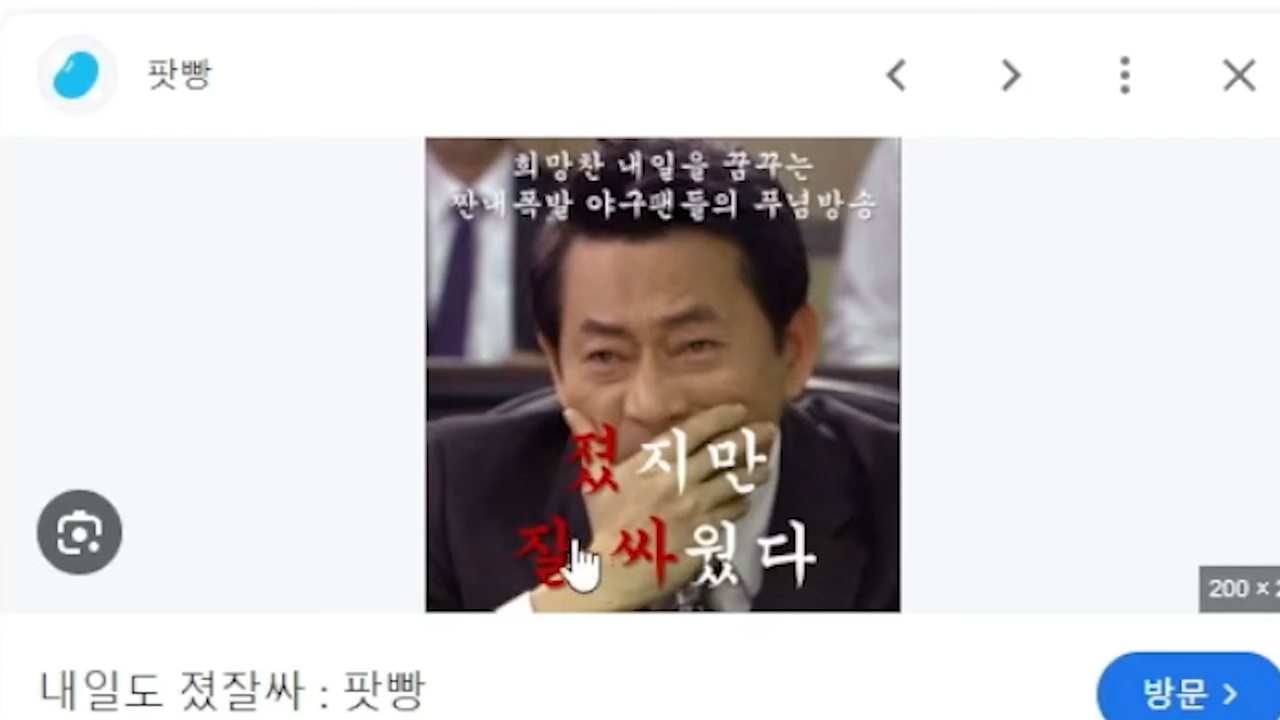 팟빵
희망찬 내일을 꿈꾸는
짠내폭발 야구팬들의 푸념방송
졌지만
잘 싸웠다
200 ×
내일도 졌잘싸 : 팟빵
방문